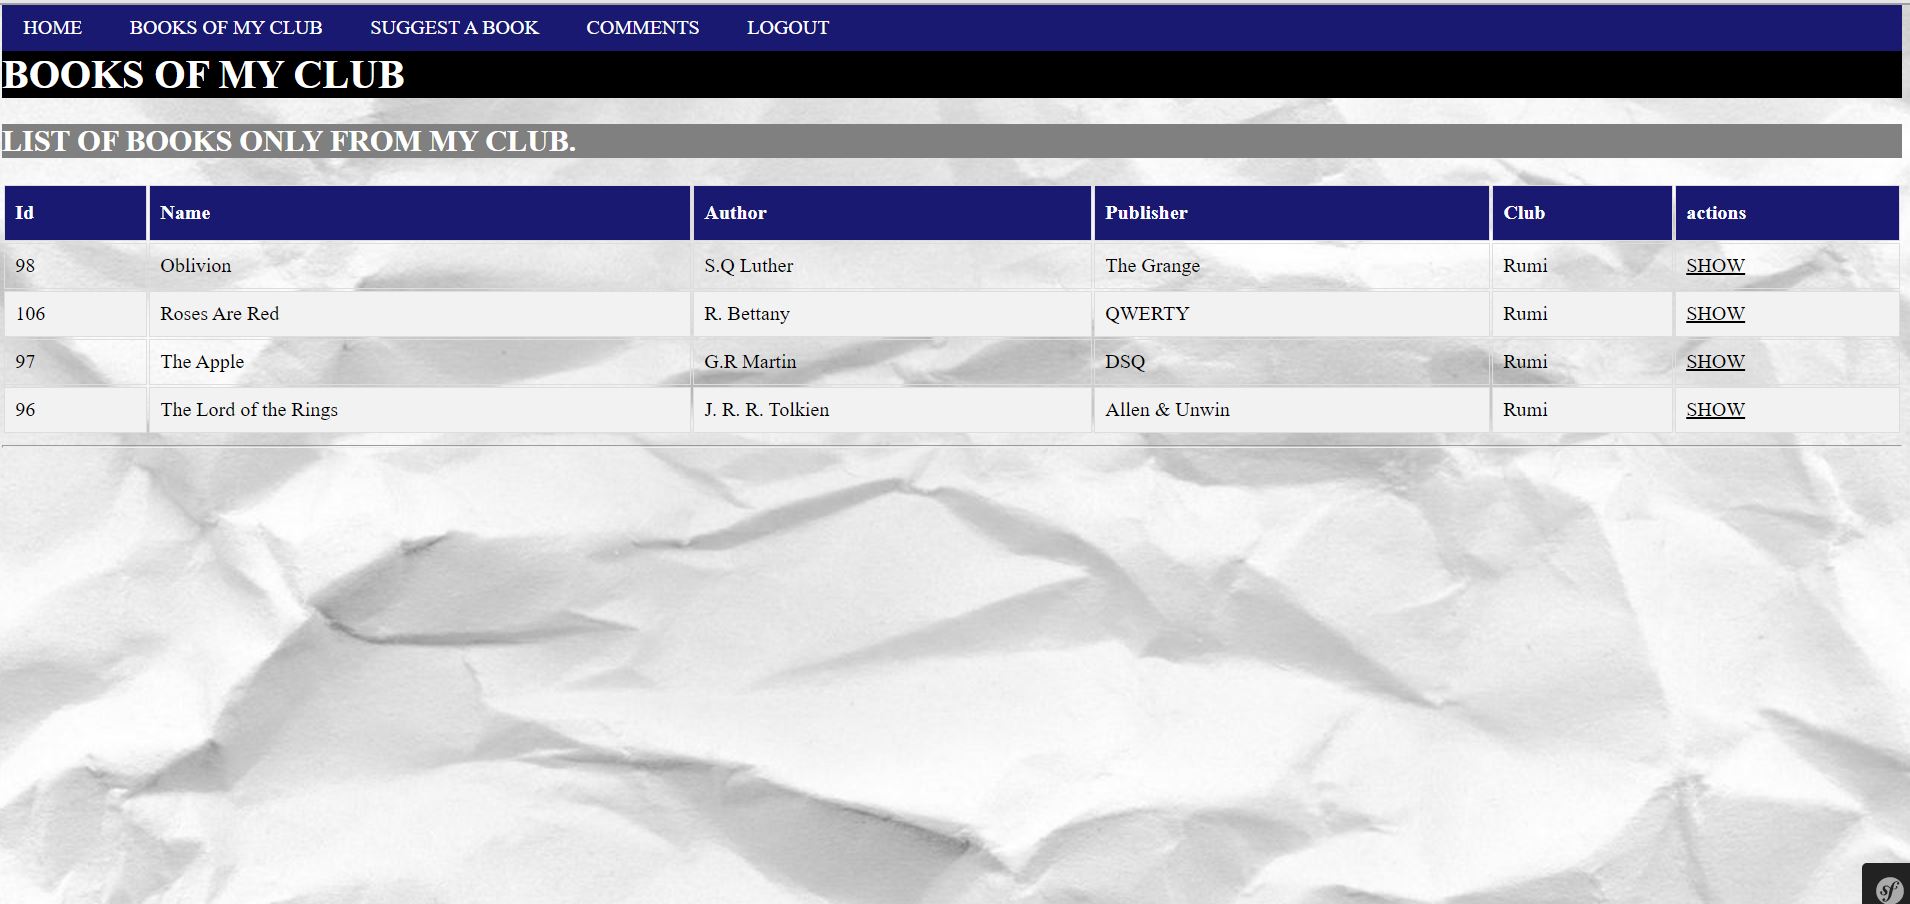 HOME BOOKS OF MY CLUB SUGGEST A BOOK COMMENTS LOGOUT
BOOKS OF MY CLUB
LIST OF BOOKS ONLY FROM MY CLUB.
Id Name Author Publisher Club actions
98 Oblivion S.Q Luther The Grange Rumi SHOW
106 Roses Are Red R. Bettany QWERTY Rumi SHOW
97 The Apple G.R Martin DSQ Rumi SHOW
96 The Lord of the Rings J. R. R. Tolkien Allen & Unwin Rumi SHOW
sf